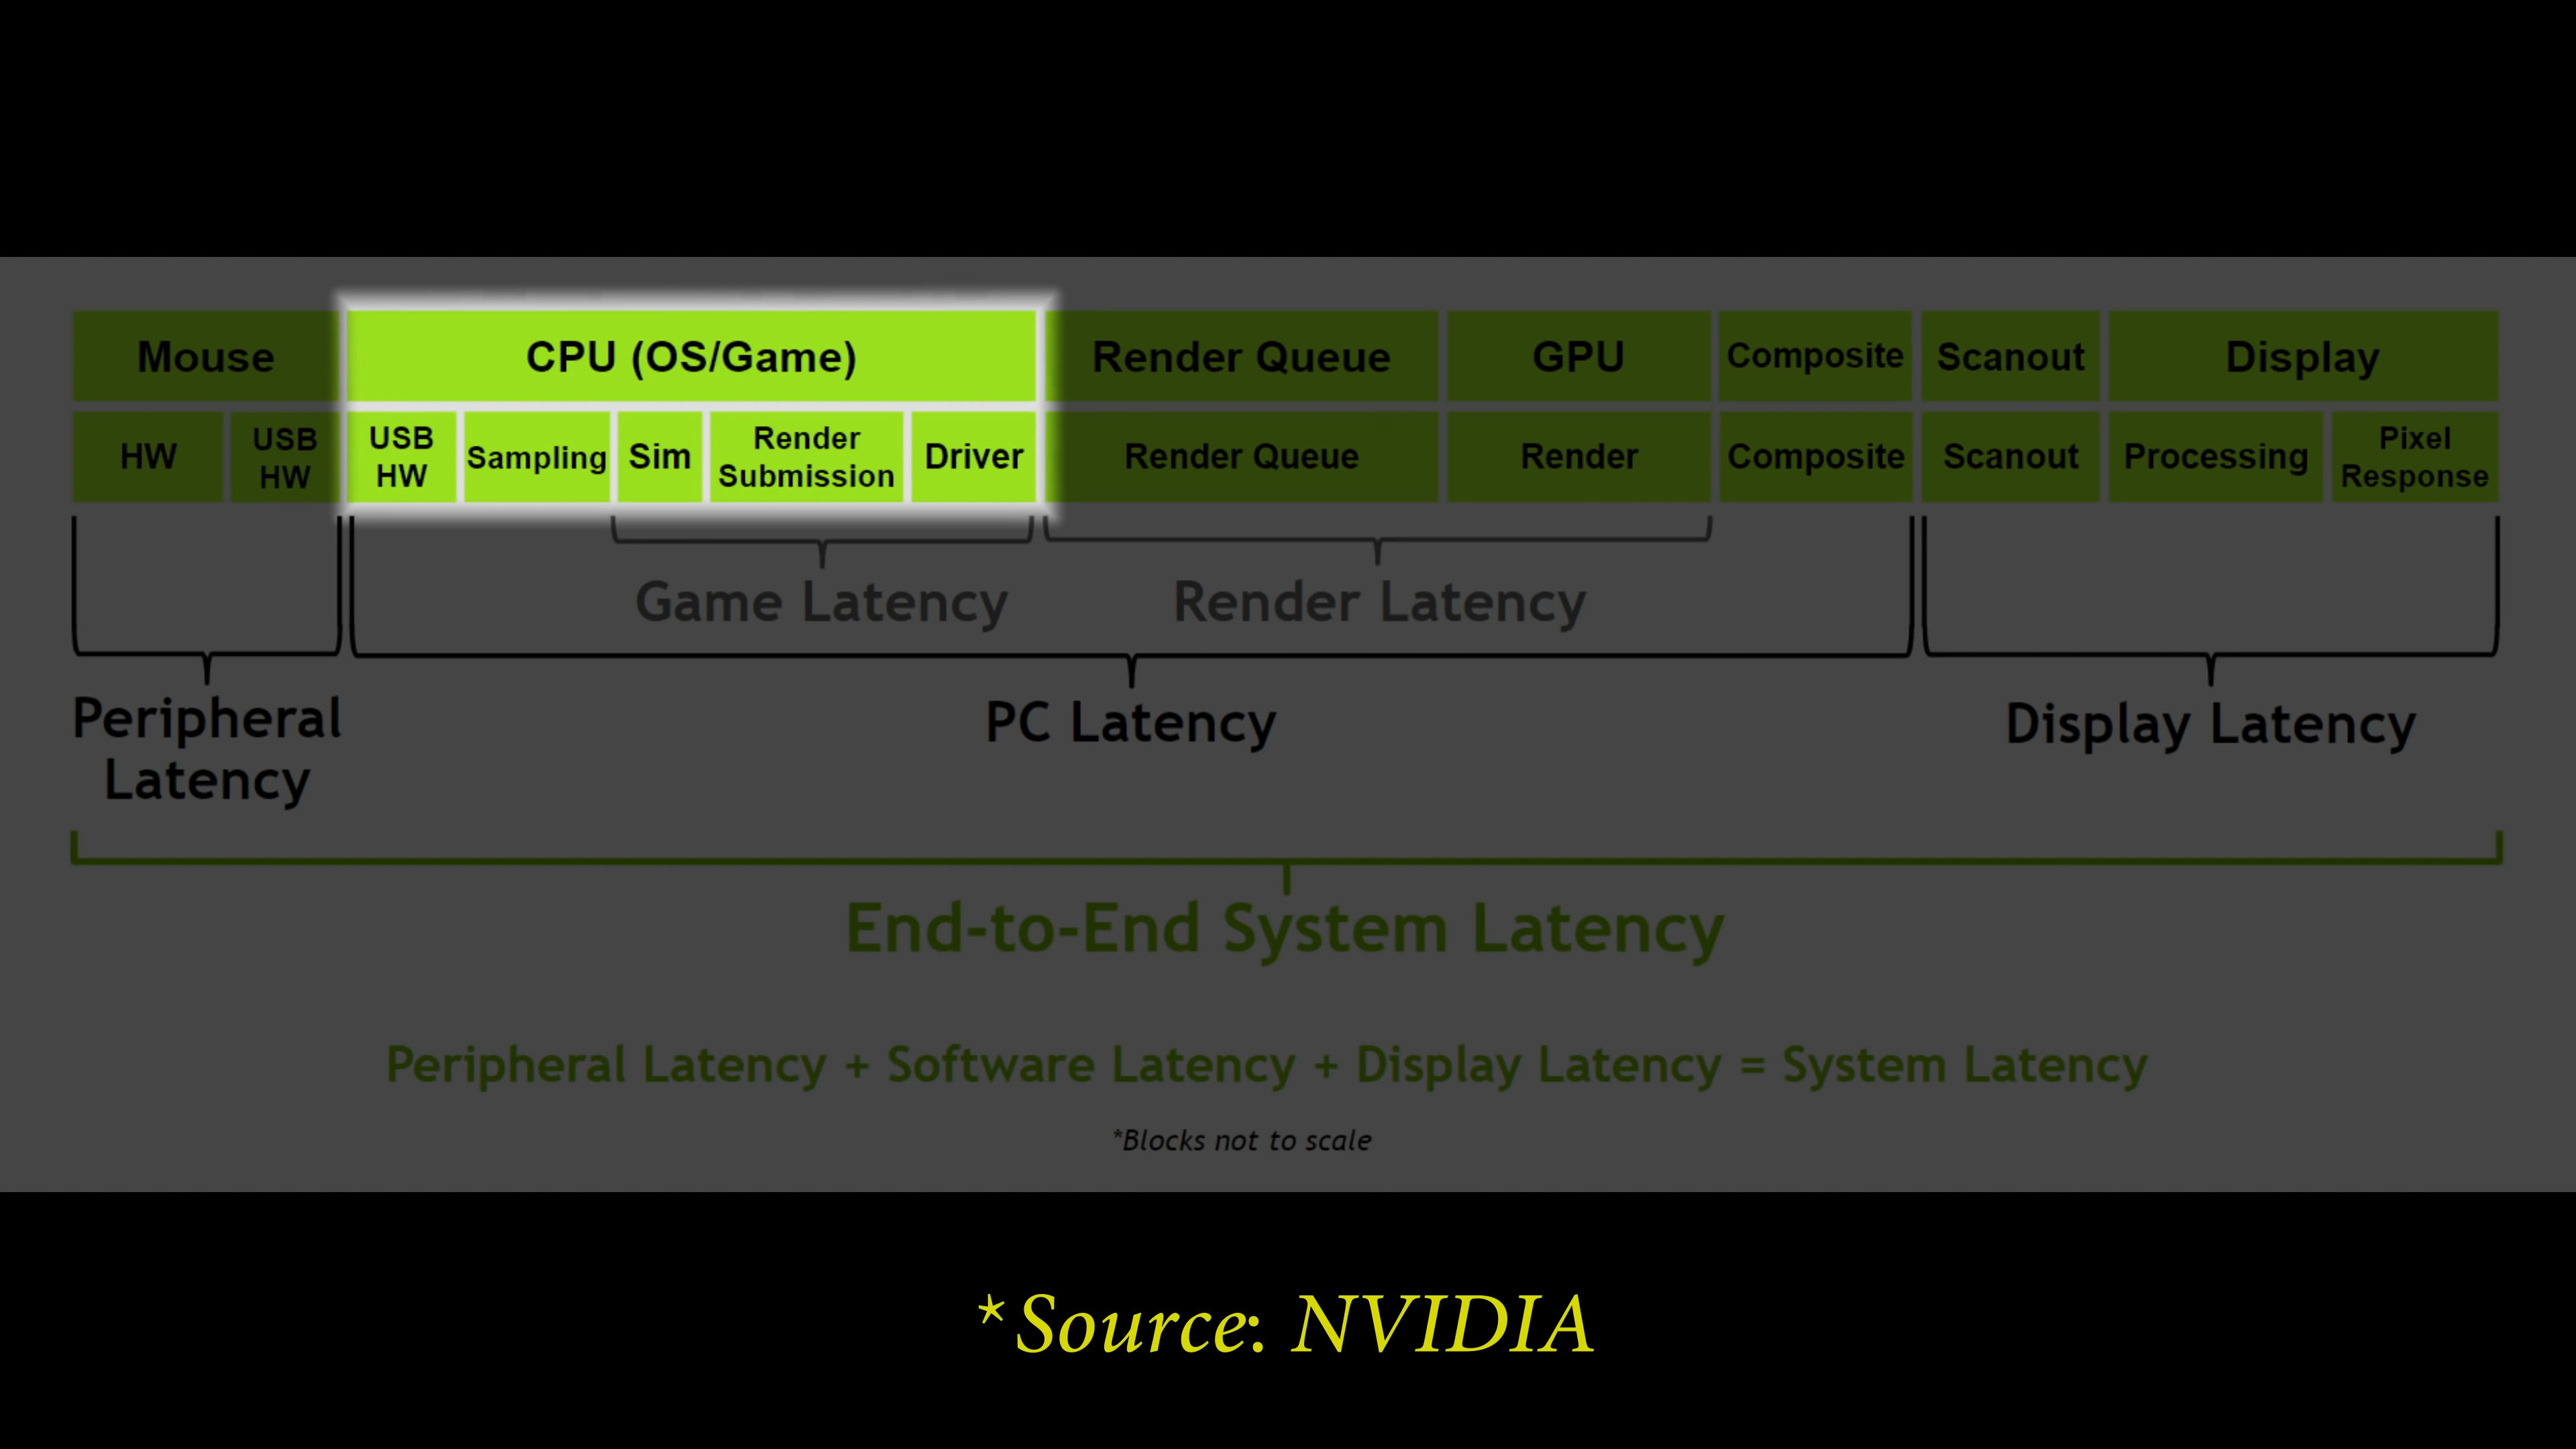 Mouse
CPU (OS/Game)
Render Queue
GPU
Composite
Scanout
Display
HW
USB
HW
USB
HW
Sampling
Sim
Render
Submission
Driver
Render Queue
Render
Composite
Scanout
Processing
Pixel
Response
Game Latency
Render Latency
Peripheral
Latency
PC Latency
Display Latency
End-to-End System Latency
Peripheral Latency + Software Latency + Display Latency = System Latency
*Blocks not to scale
*Source: NVIDIA